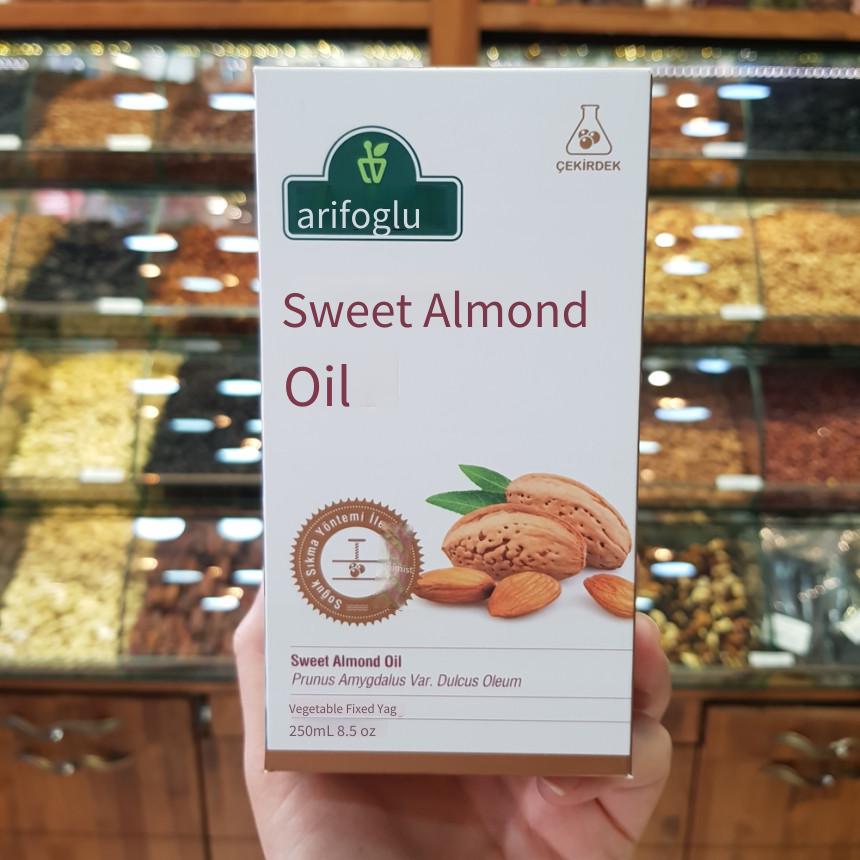 ÇEKİRDEK
arifoglu
Sweet Almond
Oil
Soğuk Sıkma Yöntemi İle
Sweet Almond Oil
Prunus Amygdalus Var. Dulcus Oleum
Vegetable Fixed Yag
250mL 8.5 oz